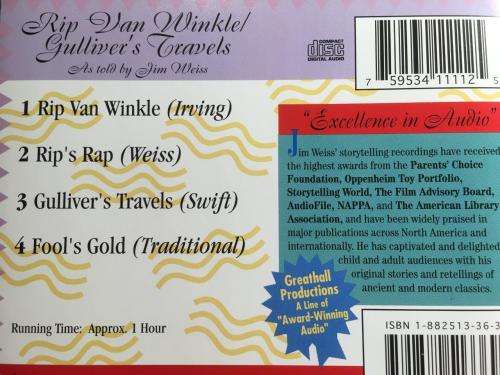 Rip Van Winkle/
Gulliver's Travels
As told by Jim Weiss
COMPACT
disc
DIGITAL AUDIO
7 59534 11112 5
1 Rip Van Winkle (Irving)
2 Rip's Rap (Weiss)
3 Gulliver's Travels (Swift)
4 Fool's Gold (Traditional)
Running Time: Approx. 1 Hour
"Excellence in Audio"
Jim Weiss' storytelling recordings have received
the highest awards from the Parents' Choice
Foundation, Oppenheim Toy Portfolio,
Storytelling World, The Film Advisory Board,
AudioFile, NAPPA, and The American Library
Association, and have been widely praised in
major publications across North America and
internationally. He has captivated and delighted
child and adult audiences with his
original stories and retellings of
ancient and modern classics.
Greathall
Productions
A Line of
"Award-Winning
Audio"
ISBN 1-882513-36-3